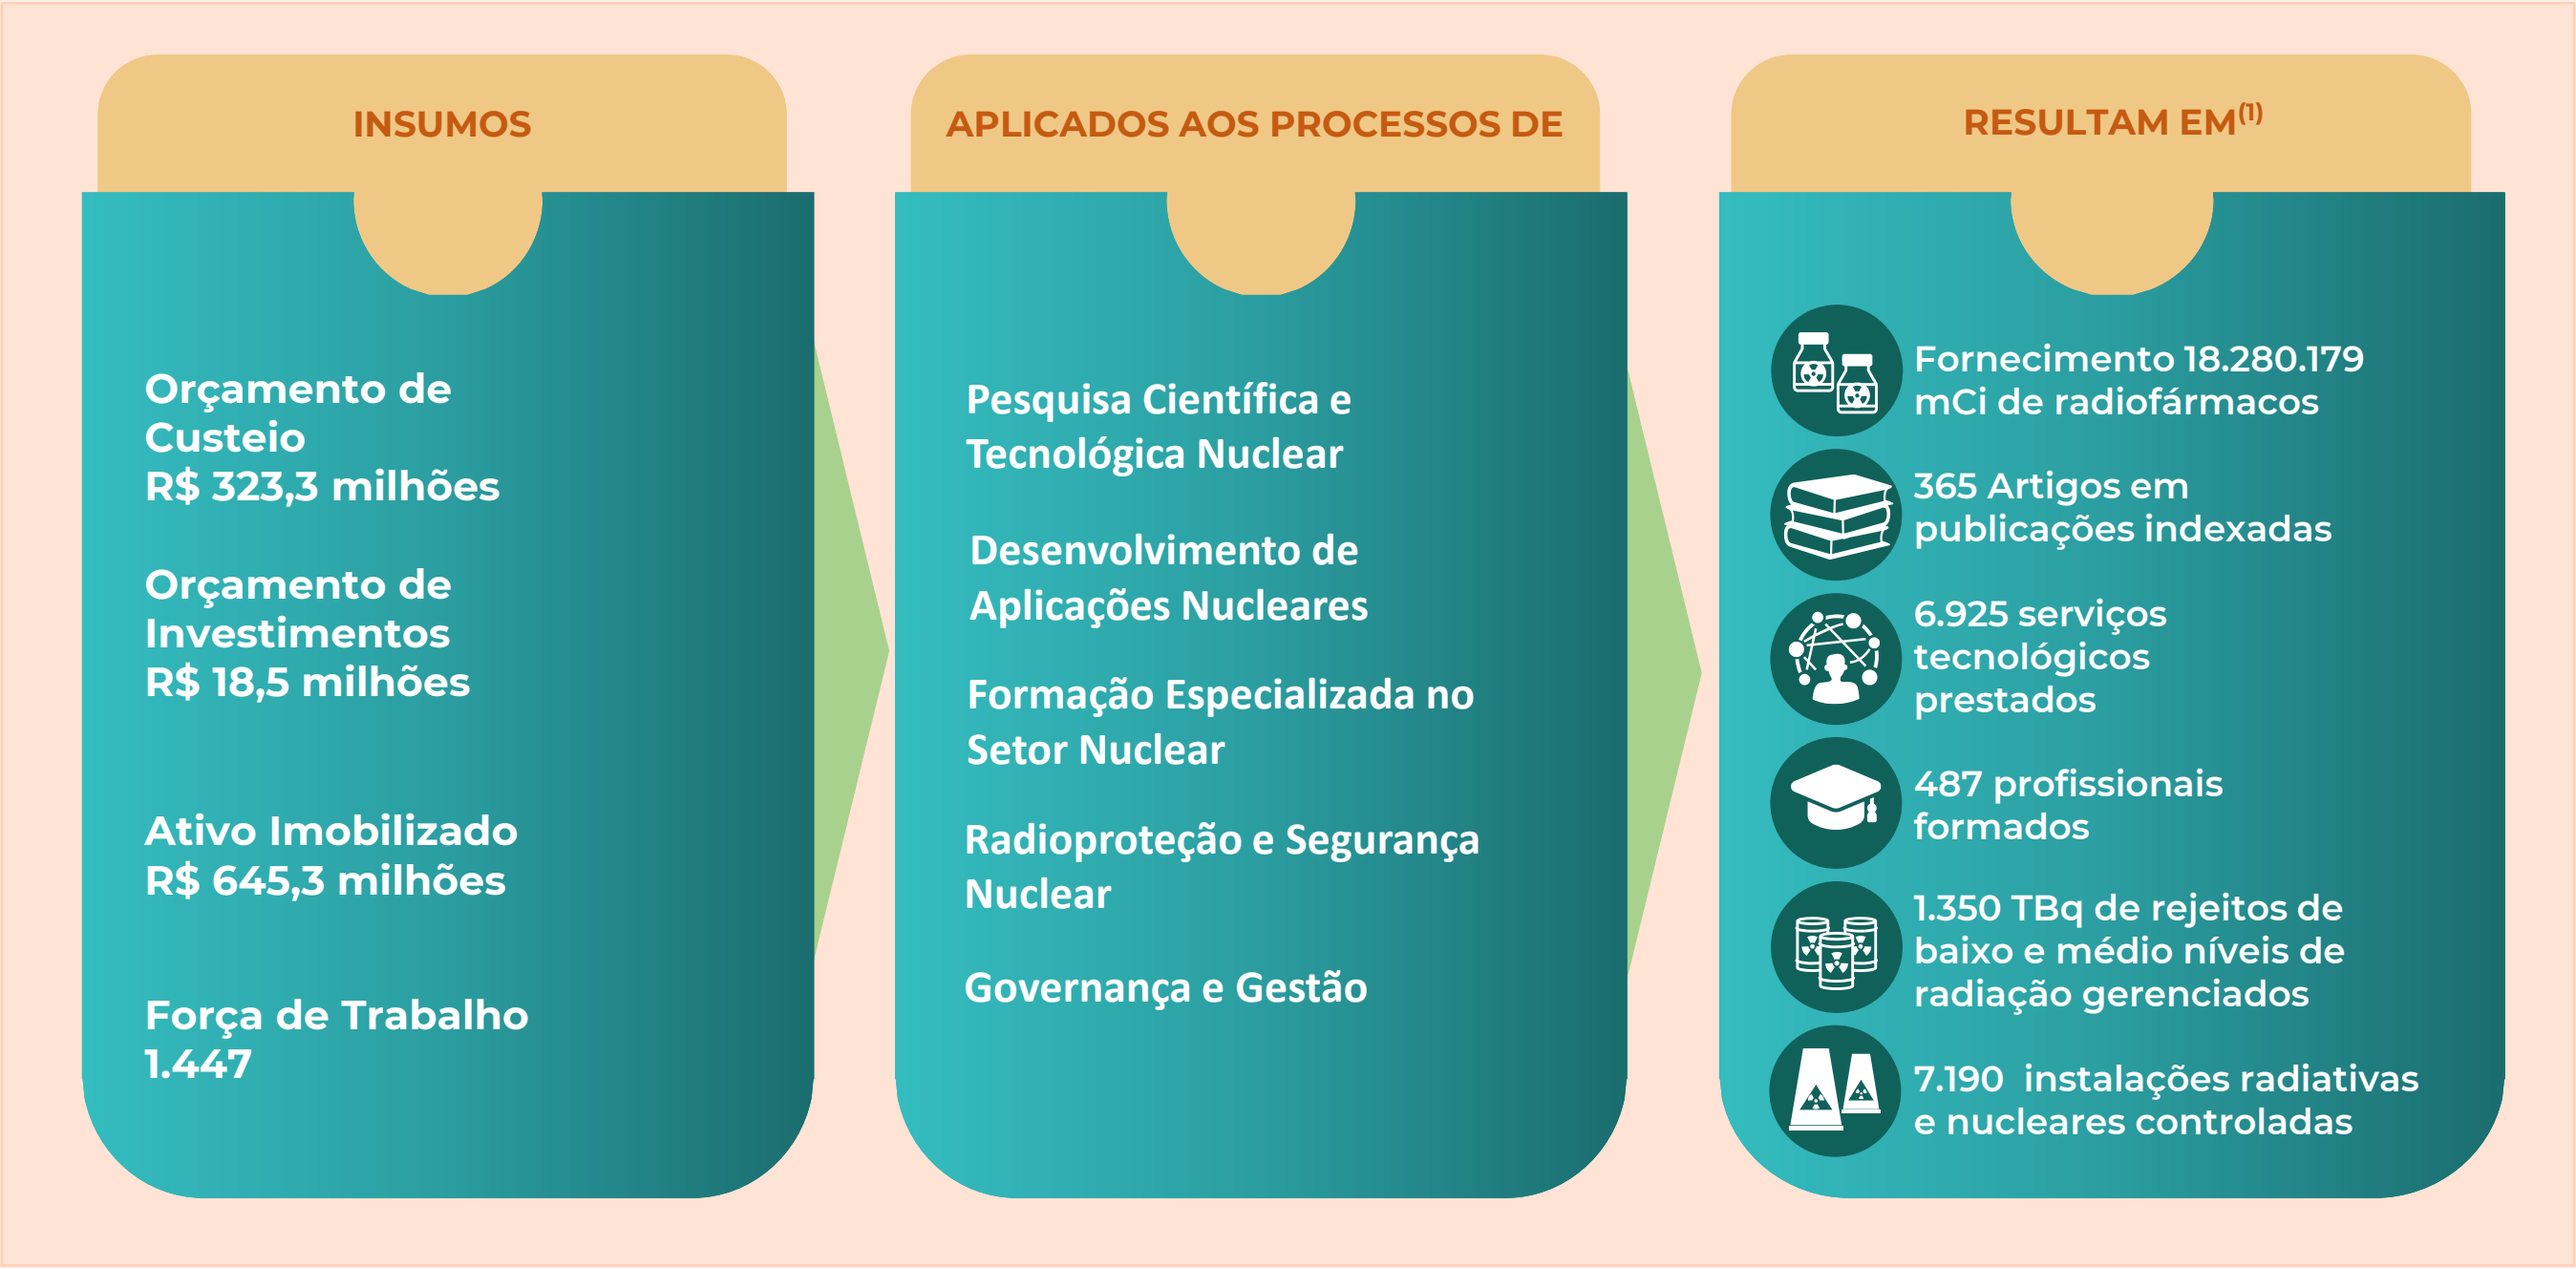 INSUMOS
Orçamento de
Custeio
R$ 323,3 milhões
Orçamento de
Investimentos
R$ 18,5 milhões
Ativo Imobilizado
R$ 645,3 milhões
Força de Trabalho
1.447
APLICADOS AOS PROCESSOS DE
Pesquisa Científica e
Tecnológica Nuclear
Desenvolvimento de
Aplicações Nucleares
Formação Especializada no
Setor Nuclear
Radioproteção e Segurança
Nuclear
Governança e Gestão
RESULTAM EM(1)
Fornecimento 18.280.179
mCi de radiofármacos
365 Artigos em
publicações indexadas
6.925 serviços
tecnológicos
prestados
487 profissionais
formados
1.350 TBq de rejeitos de
baixo e médio níveis de
radiação gerenciados
7.190 instalações radiativas
e nucleares controladas